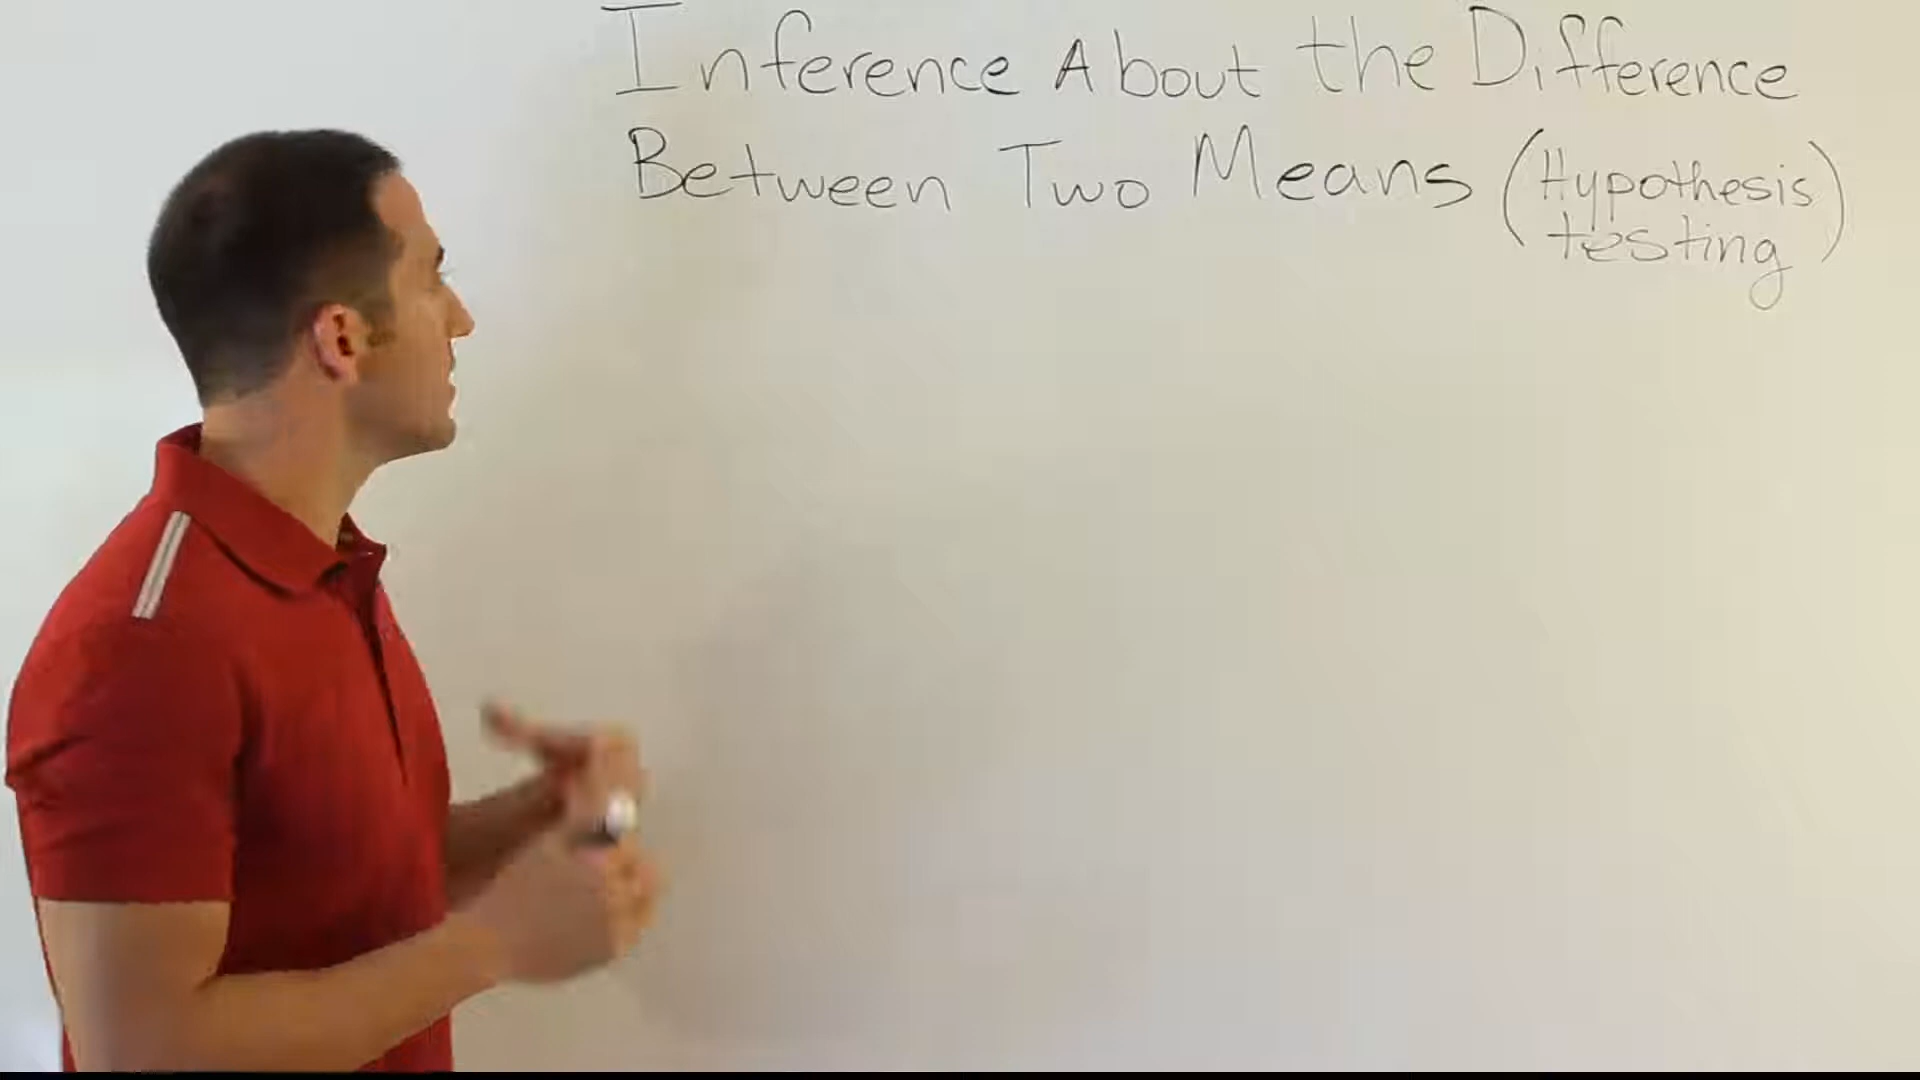 Inference About the Difference
Between Two Means (Hypothesis
testing)